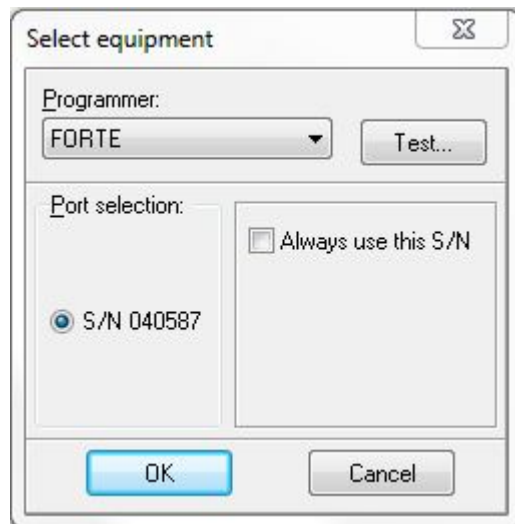 Select equipment
Programmer:
FORTE
Test...
Port selection:
Always use this S/N
S/N 040587
OK
Cancel